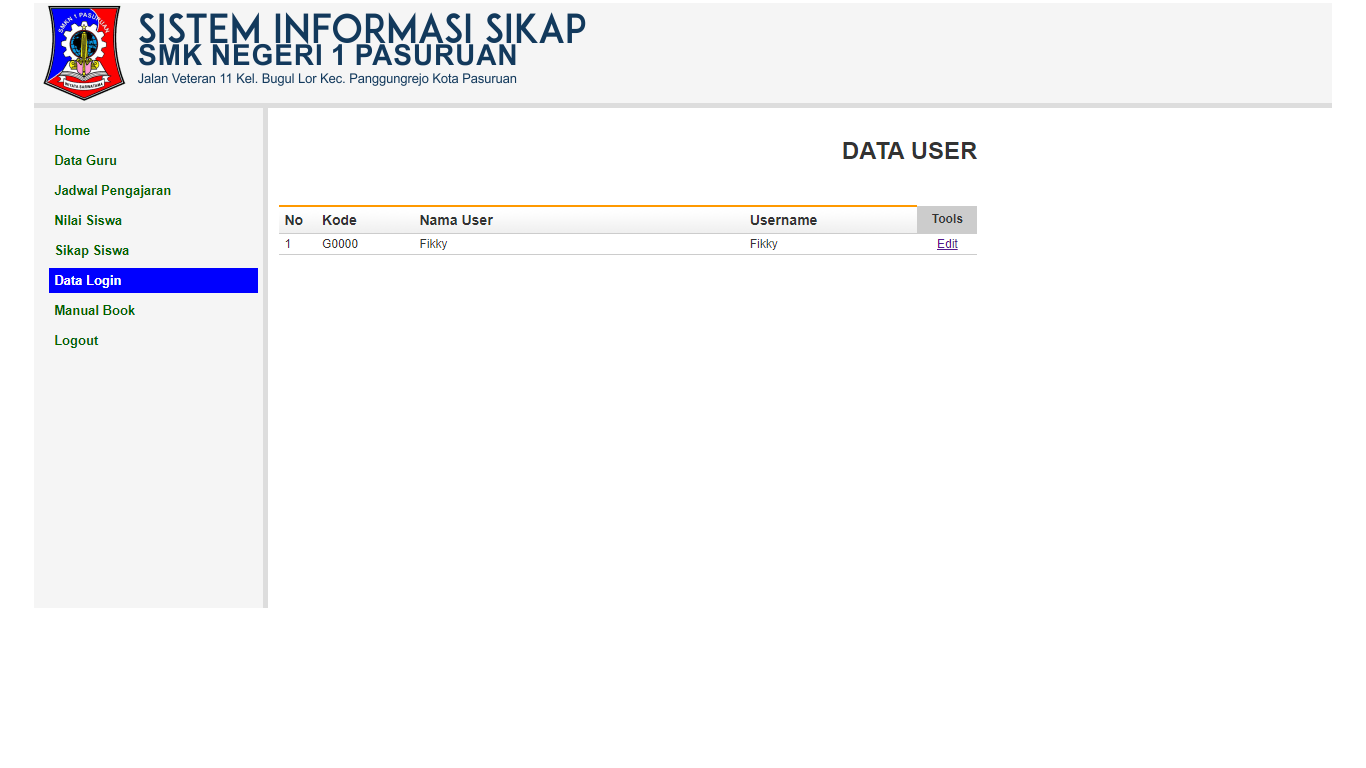 SMKN 1 PASURUAN
WIYATA SARWATAMA
SISTEM INFORMASI SIKAP
SMK NEGERI 1 PASURUAN
Jalan Veteran 11 Kel. Bugul Lor Kec. Panggungrejo Kota Pasuruan
Home
Data Guru
Jadwal Pengajaran
Nilai Siswa
Sikap Siswa
Data Login
Manual Book
Logout
DATA USER
No Kode Nama User Username Tools
1 G0000 Fikky Fikky Edit